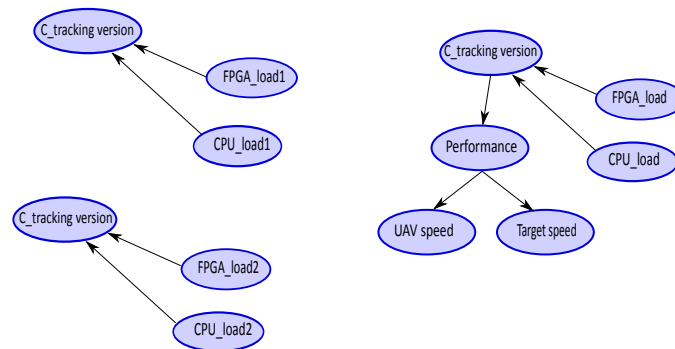 C_tracking version
FPGA_load1
CPU_load1
C_tracking version
FPGA_load2
CPU_load2
C_tracking version
FPGA_load
CPU_load
Performance
UAV speed
Target speed